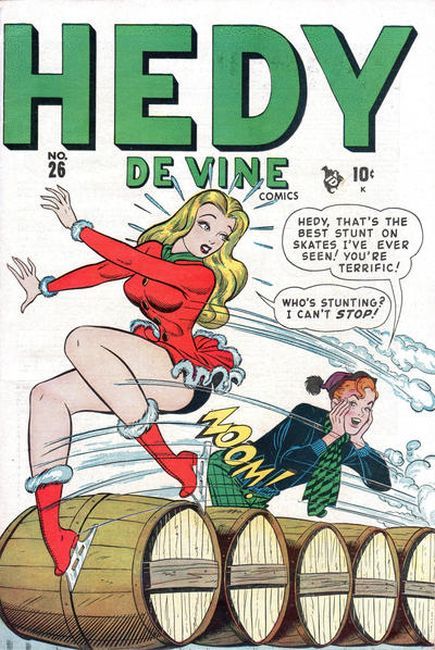 HEDY
DE VINE
COMICS
NO.
26
10¢
K
HEDY, THAT'S THE
BEST STUNT ON
SKATES I'VE EVER
SEEN! YOU'RE
TERRIFIC!
WHO'S STUNTING?
I CAN'T STOP!
ZOOM!